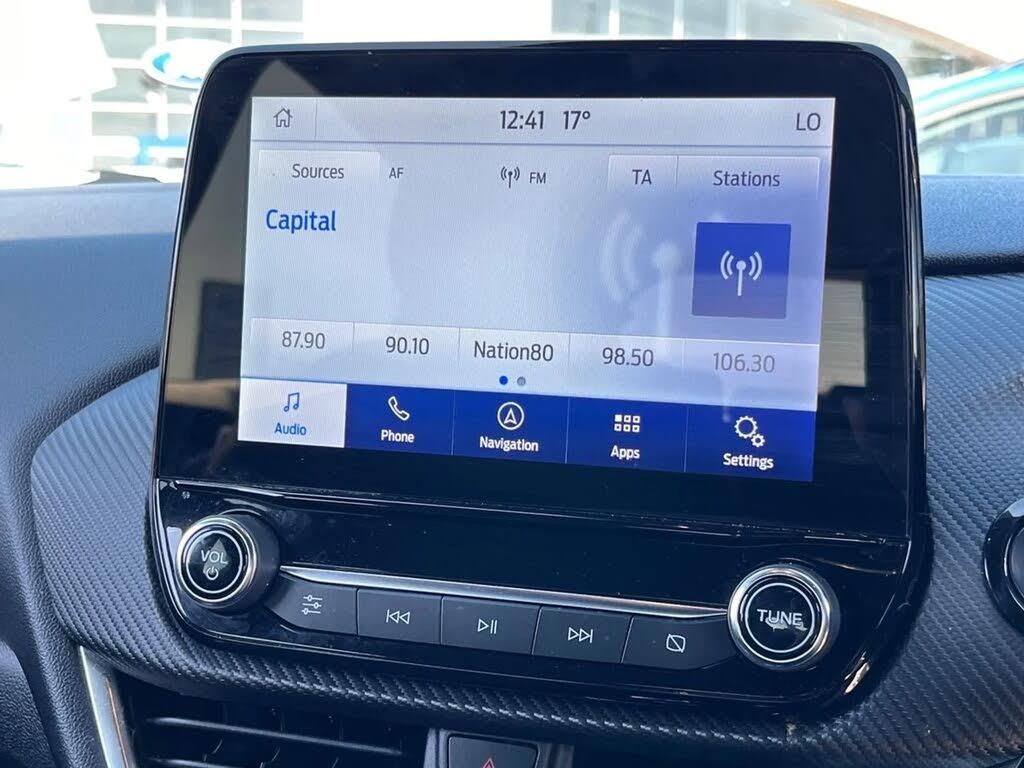 12:41 17° LO
Sources AF FM TA Stations
Capital
87.90 90.10 Nation80 98.50 106.30
Audio Phone Navigation Apps Settings
VOL
TUNE